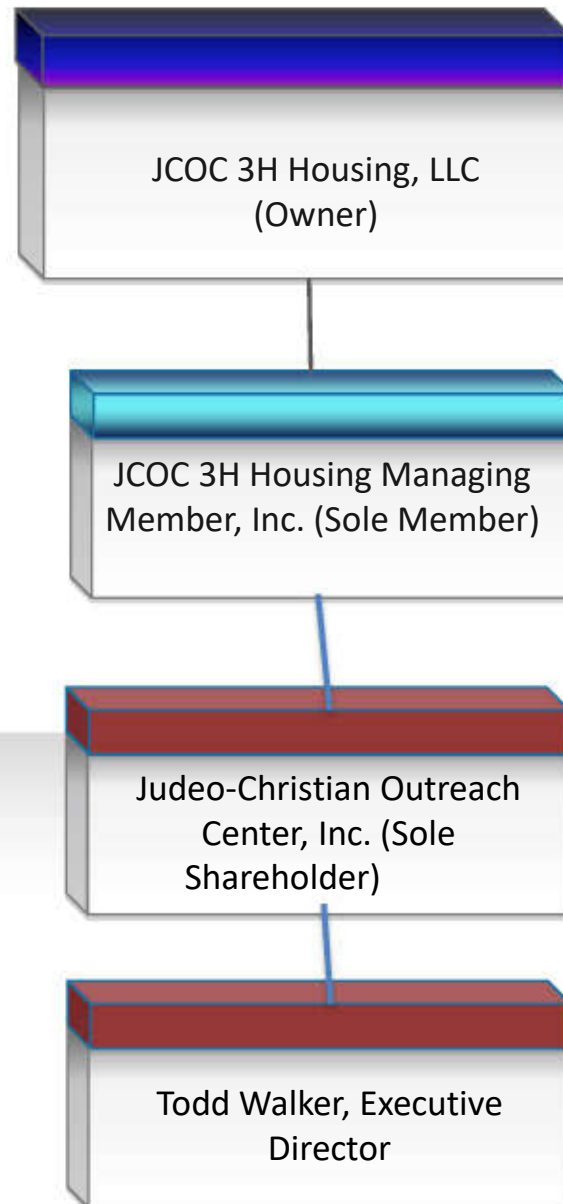 JCOC 3H Housing, LLC
(Owner)
JCOC 3H Housing Managing
Member, Inc. (Sole Member)
Judeo-Christian Outreach
Center, Inc. (Sole
Shareholder)
Todd Walker, Executive
Director